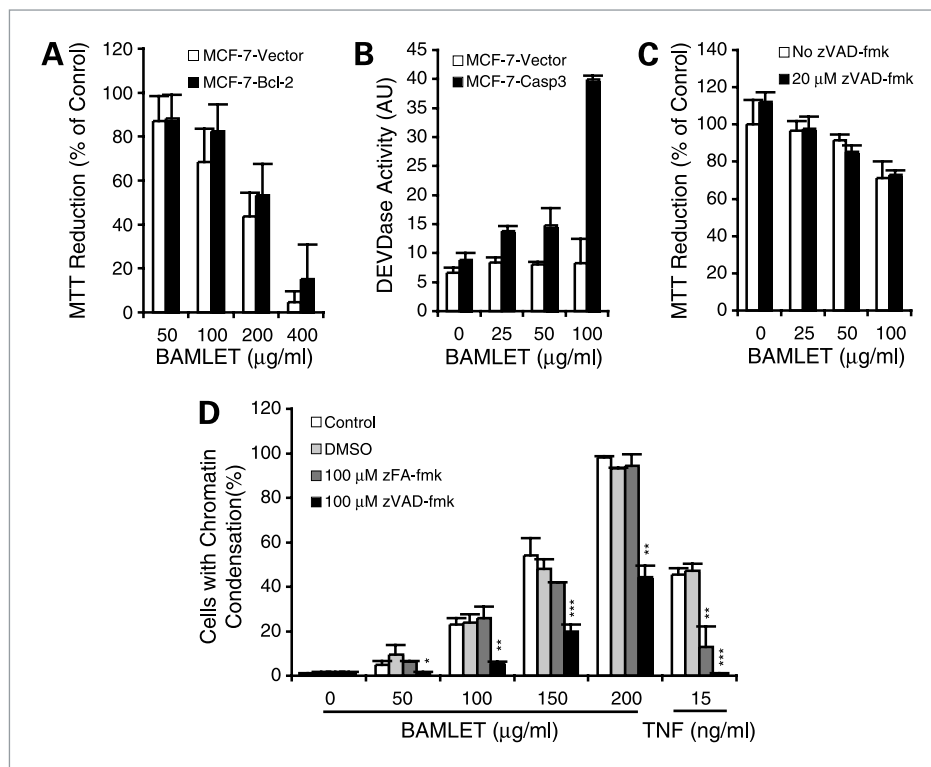 A
MTT Reduction (% of Control)
120
100
80
60
40
20
0
MCF-7-Vector
MCF-7-Bcl-2
50 100 200 400
BAMLET (μg/ml)
B
DEVDase Activity (AU)
45
40
35
30
25
20
15
10
5
0
MCF-7-Vector
MCF-7-Casp3
0 25 50 100
BAMLET (μg/ml)
C
MTT Reduction (% of Control)
140
120
100
80
60
40
20
0
No zVAD-fmk
20 μM zVAD-fmk
0 25 50 100
BAMLET (μg/ml)
D
Cells with Chromatin
Condensation(%)
120
100
80
60
40
20
0
Control
DMSO
100 μM zFA-fmk
100 μM zVAD-fmk
*
**
***
**
**
***
0 50 100 150 200 15
BAMLET (μg/ml) TNF (ng/ml)